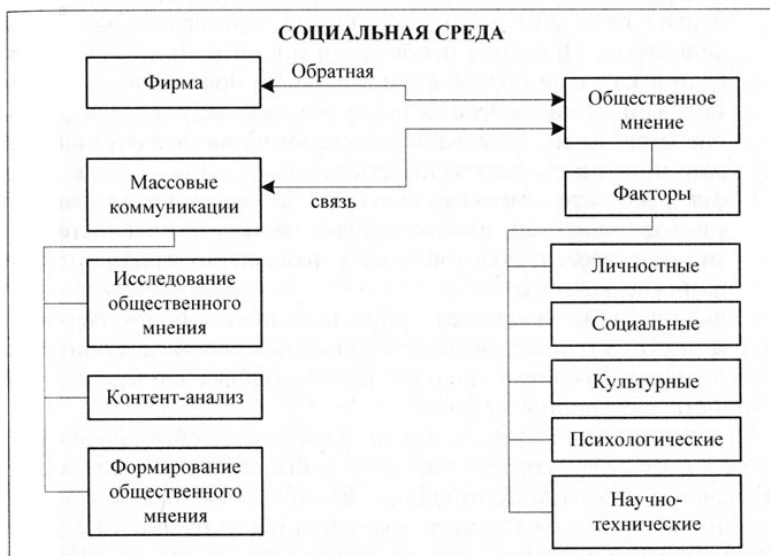 СОЦИАЛЬНАЯ СРЕДА
Фирма
Обратная
Общественное
мнение
Массовые
коммуникации
связь
Факторы
Исследование
общественного
мнения
Контент-анализ
Формирование
общественного
мнения
Личностные
Социальные
Культурные
Психологические
Научно-
технические